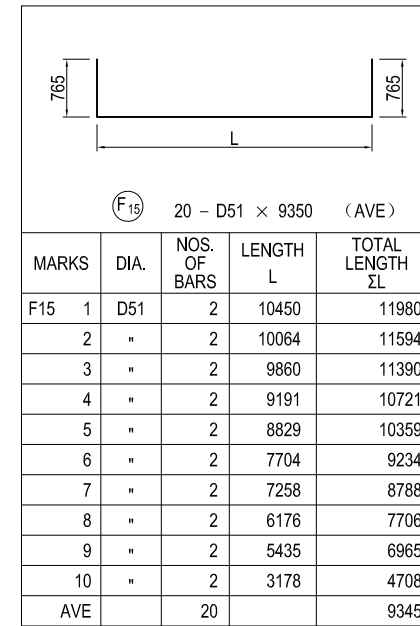 765
765
L
F15 20 – D51 × 9350 (AVE)
MARKS DIA. NOS. OF BARS LENGTH L TOTAL LENGTH ΣL
F15 1 D51 2 10450 11980
2 " 2 10064 11594
3 " 2 9860 11390
4 " 2 9191 10721
5 " 2 8829 10359
6 " 2 7704 9234
7 " 2 7258 8788
8 " 2 6176 7706
9 " 2 5435 6965
10 " 2 3178 4708
AVE 20 9345